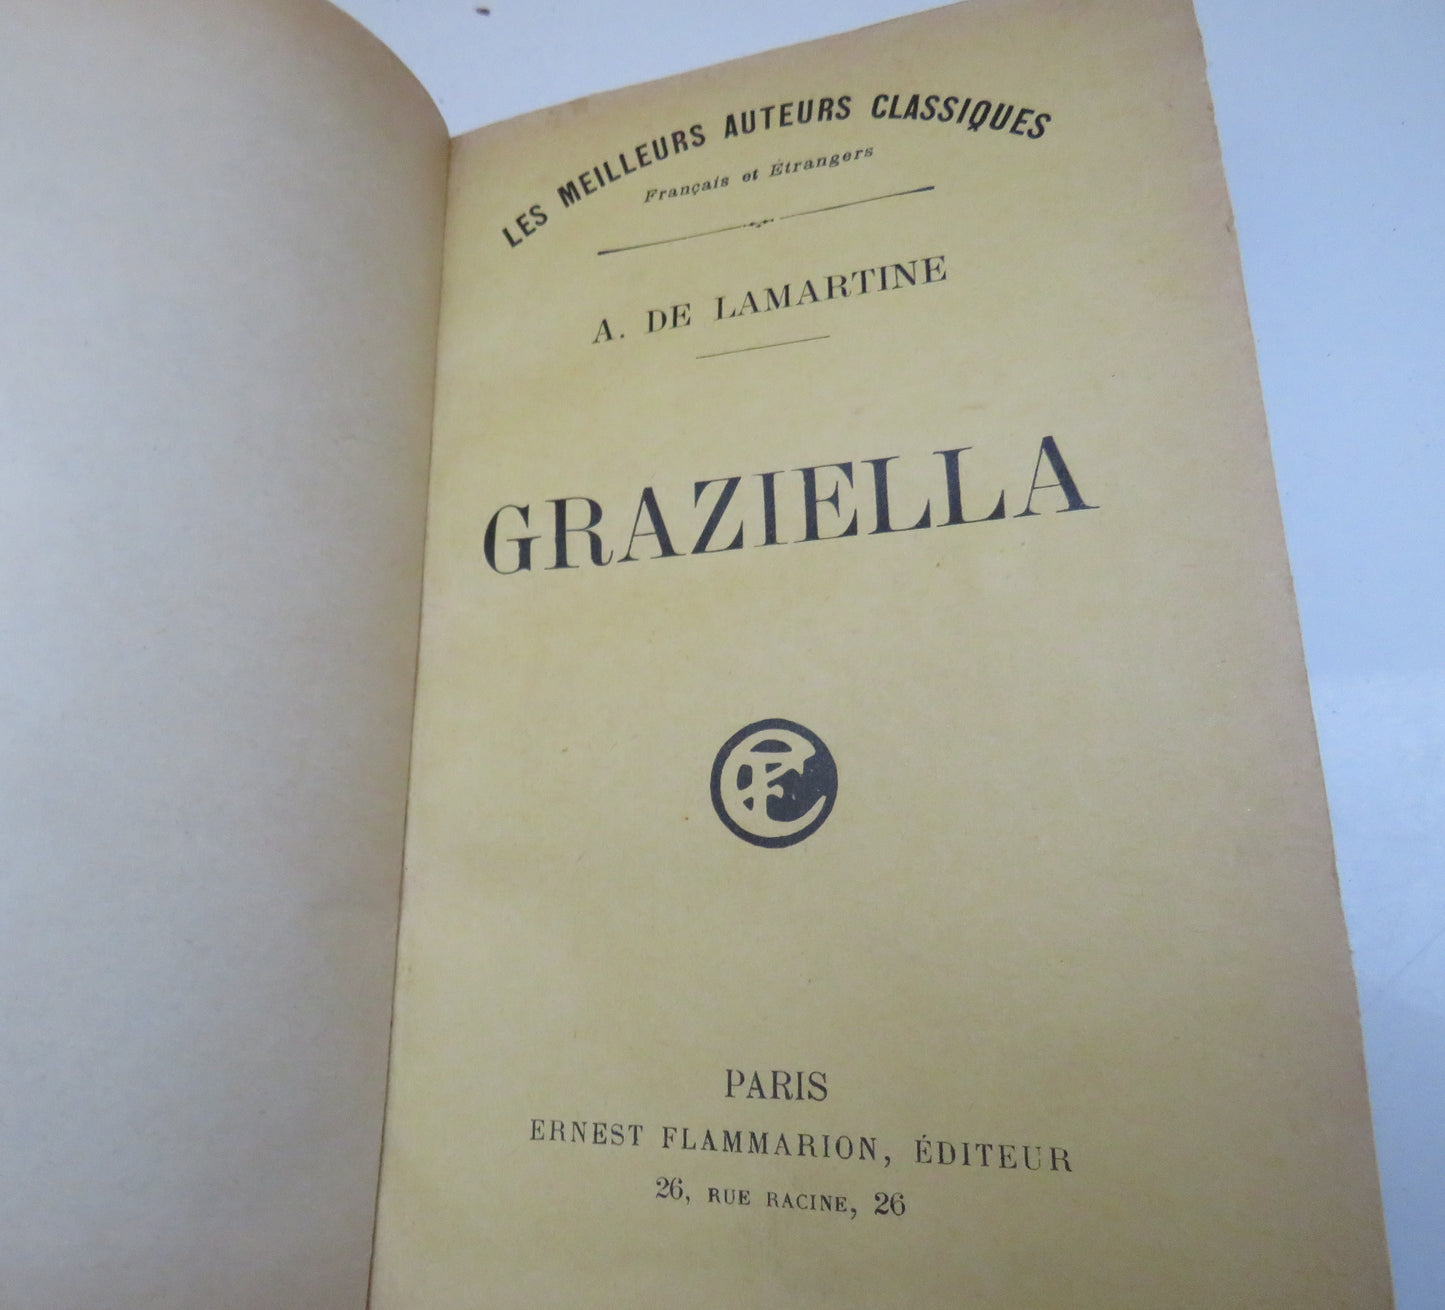 LES MEILLEURS AUTEURS CLASSIQUES
Français et Étrangers
A. DE LAMARTINE
GRAZIELLA
PARIS
ERNEST FLAMMARION, ÉDITEUR
26, RUE RACINE, 26